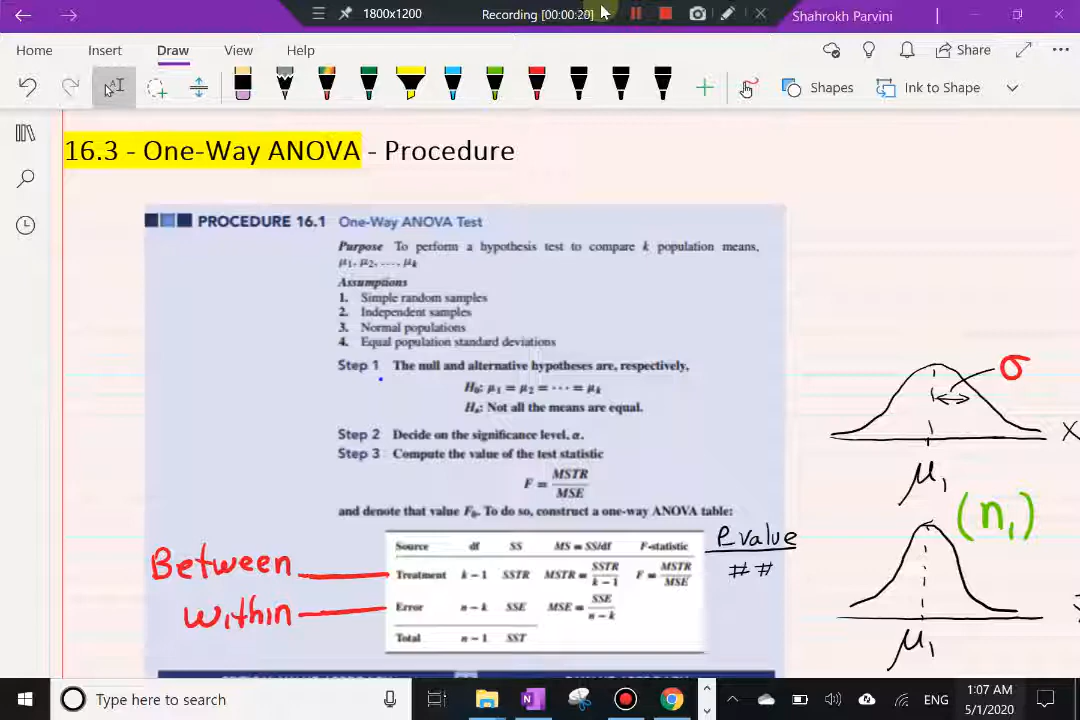 1800x1200
Recording [00:00:20]
Shahrokh Parvini
Home Insert Draw View Help
Share
Shapes
Ink to Shape
16.3 - One-Way ANOVA - Procedure
PROCEDURE 16.1 One-Way ANOVA Test
Purpose To perform a hypothesis test to compare k population means,
μ1, μ2, ..., μk
Assumptions
1. Simple random samples
2. Independent samples
3. Normal populations
4. Equal population standard deviations
Step 1 The null and alternative hypotheses are, respectively,
H0: μ1 = μ2 = ··· = μk
Ha: Not all the means are equal.
Step 2 Decide on the significance level, α.
Step 3 Compute the value of the test statistic
F = MSTR/MSE
and denote that value F0. To do so, construct a one-way ANOVA table:
Source df SS MS = SS/df F-statistic P value
Between Treatment k − 1 SSTR MSTR = SSTR/k − 1 F = MSTR/MSE ##
Within Error n − k SSE MSE = SSE/n − k
Total n − 1 SST
σ
x
μ1
(n1)
μ1
Type here to search
ENG
1:07 AM
5/1/2020